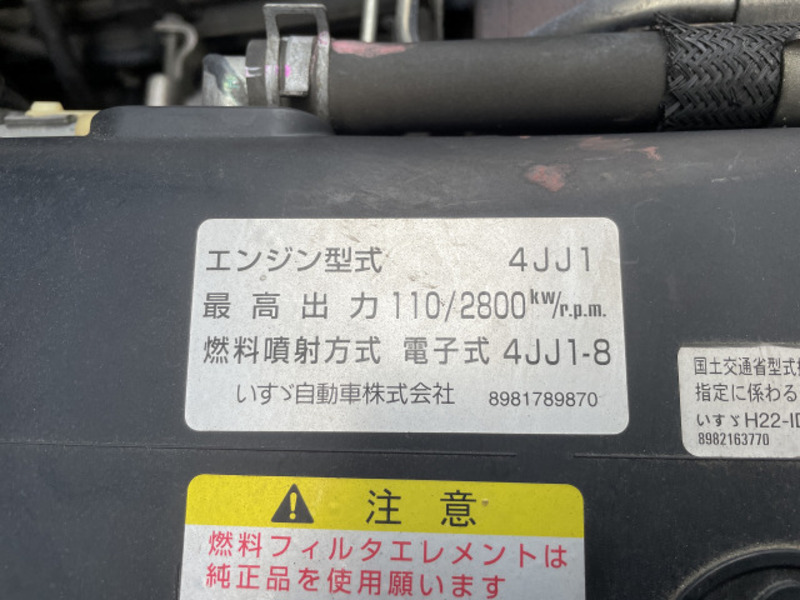 エンジン型式 4JJ1
最高出力 110/2800kw/r.p.m.
燃料噴射方式 電子式 4JJ1-8
いすゞ自動車株式会社 8981789870
国土交通省型式
指定に係わる
いすゞH22-
8982163770
注意
燃料フィルタエレメントは
純正品を使用願います